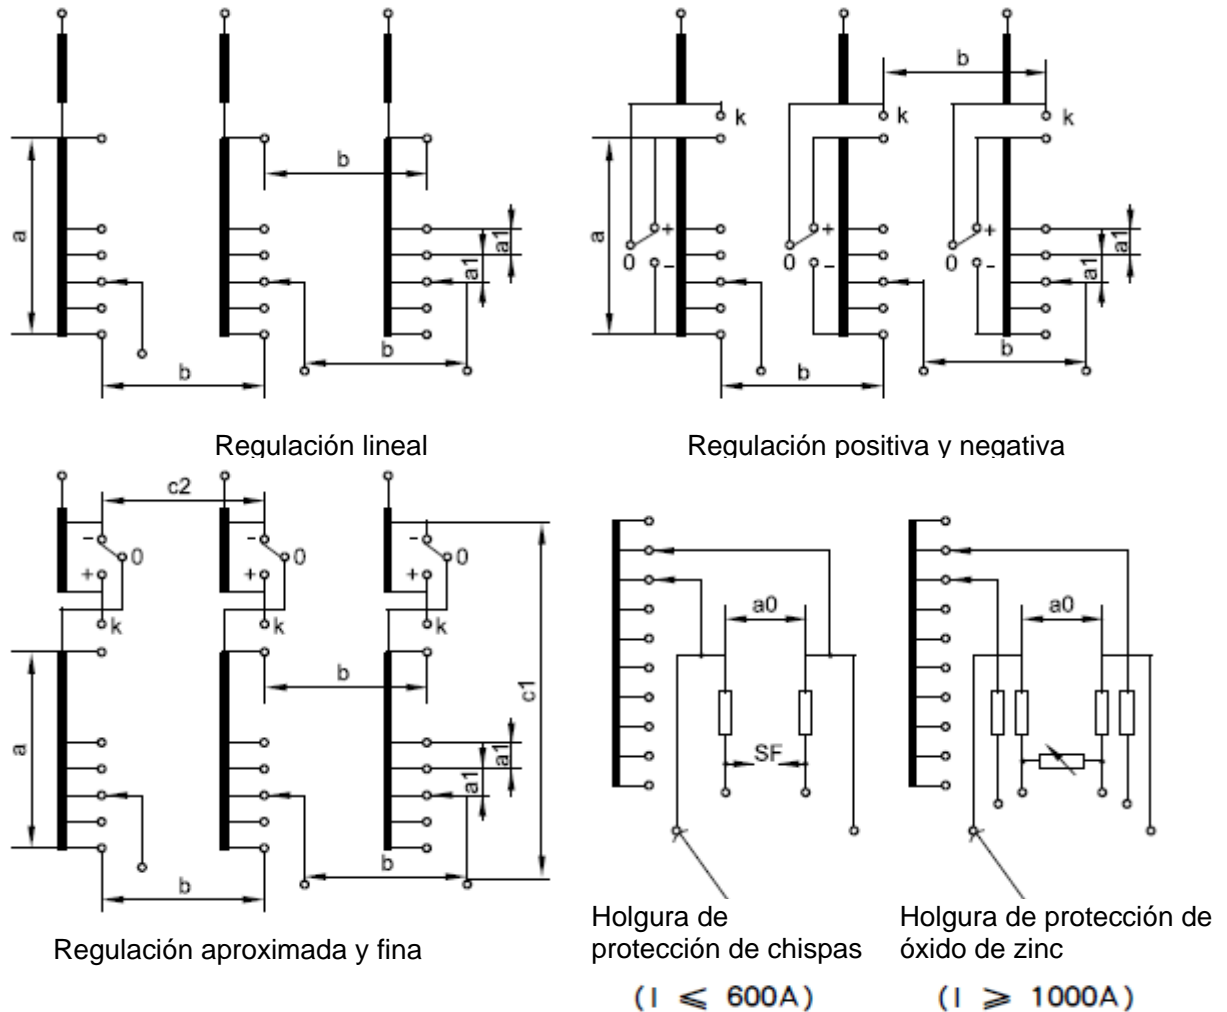 b
k
k
k
b
a
a1
a1
b
b
Regulación lineal
a
+
0
-
+
0
-
+
0
-
a1
a1
b
b
Regulación positiva y negativa
c2
-
0
+
k
-
0
+
k
-
0
+
k
a
b
c1
a1
a1
b
b
Regulación aproximada y fina
a0
SF
a0
Holgura de
protección de chispas
(I ⩽ 600A)
Holgura de protección de
óxido de zinc
(I ⩾ 1000A)